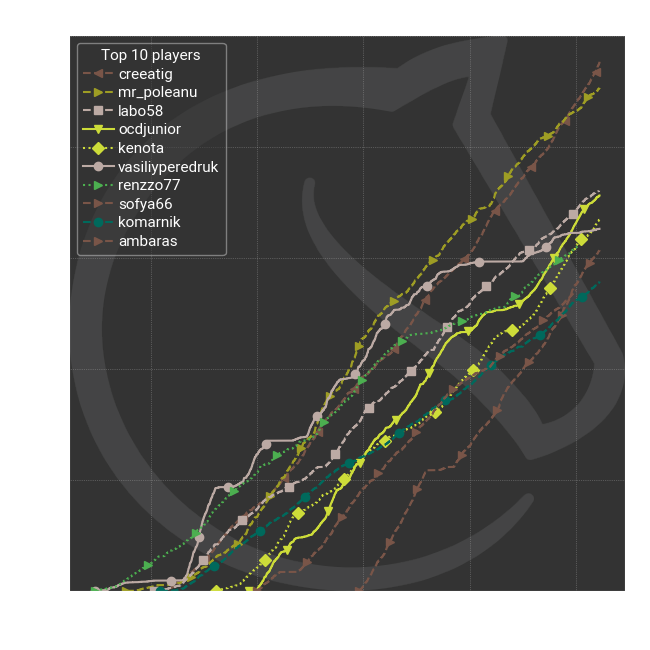 Top 10 players
creeatig
mr_poleanu
labo58
ocdjunior
kenota
vasiliyperedruk
renzzo77
sofya66
komarnik
ambaras